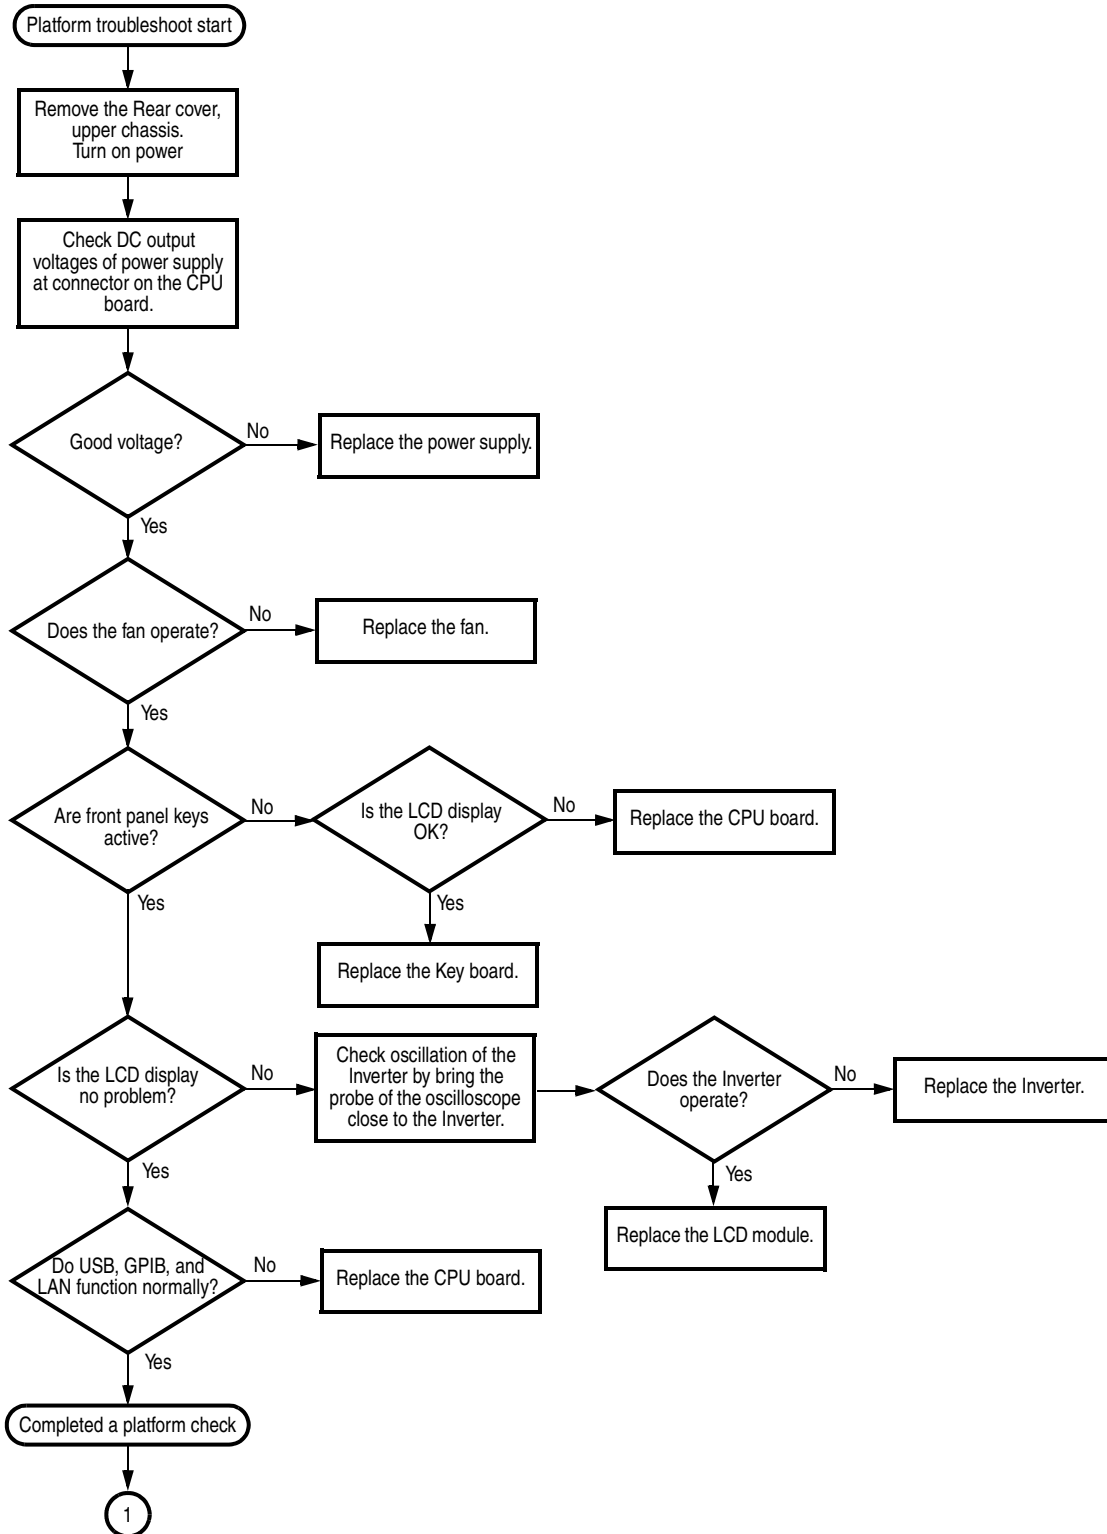 Platform troubleshoot start
Remove the Rear cover,
upper chassis.
Turn on power
Check DC output
voltages of power supply
at connector on the CPU
board.
Good voltage?
No
Replace the power supply.
Yes
Does the fan operate?
No
Replace the fan.
Yes
Are front panel keys
active?
No
Is the LCD display
OK?
No
Replace the CPU board.
Yes
Yes
Replace the Key board.
Is the LCD display
no problem?
No
Check oscillation of the
Inverter by bring the
probe of the oscilloscope
close to the Inverter.
Does the Inverter
operate?
No
Replace the Inverter.
Yes
Yes
Replace the LCD module.
Do USB, GPIB, and
LAN function normally?
No
Replace the CPU board.
Yes
Completed a platform check
1